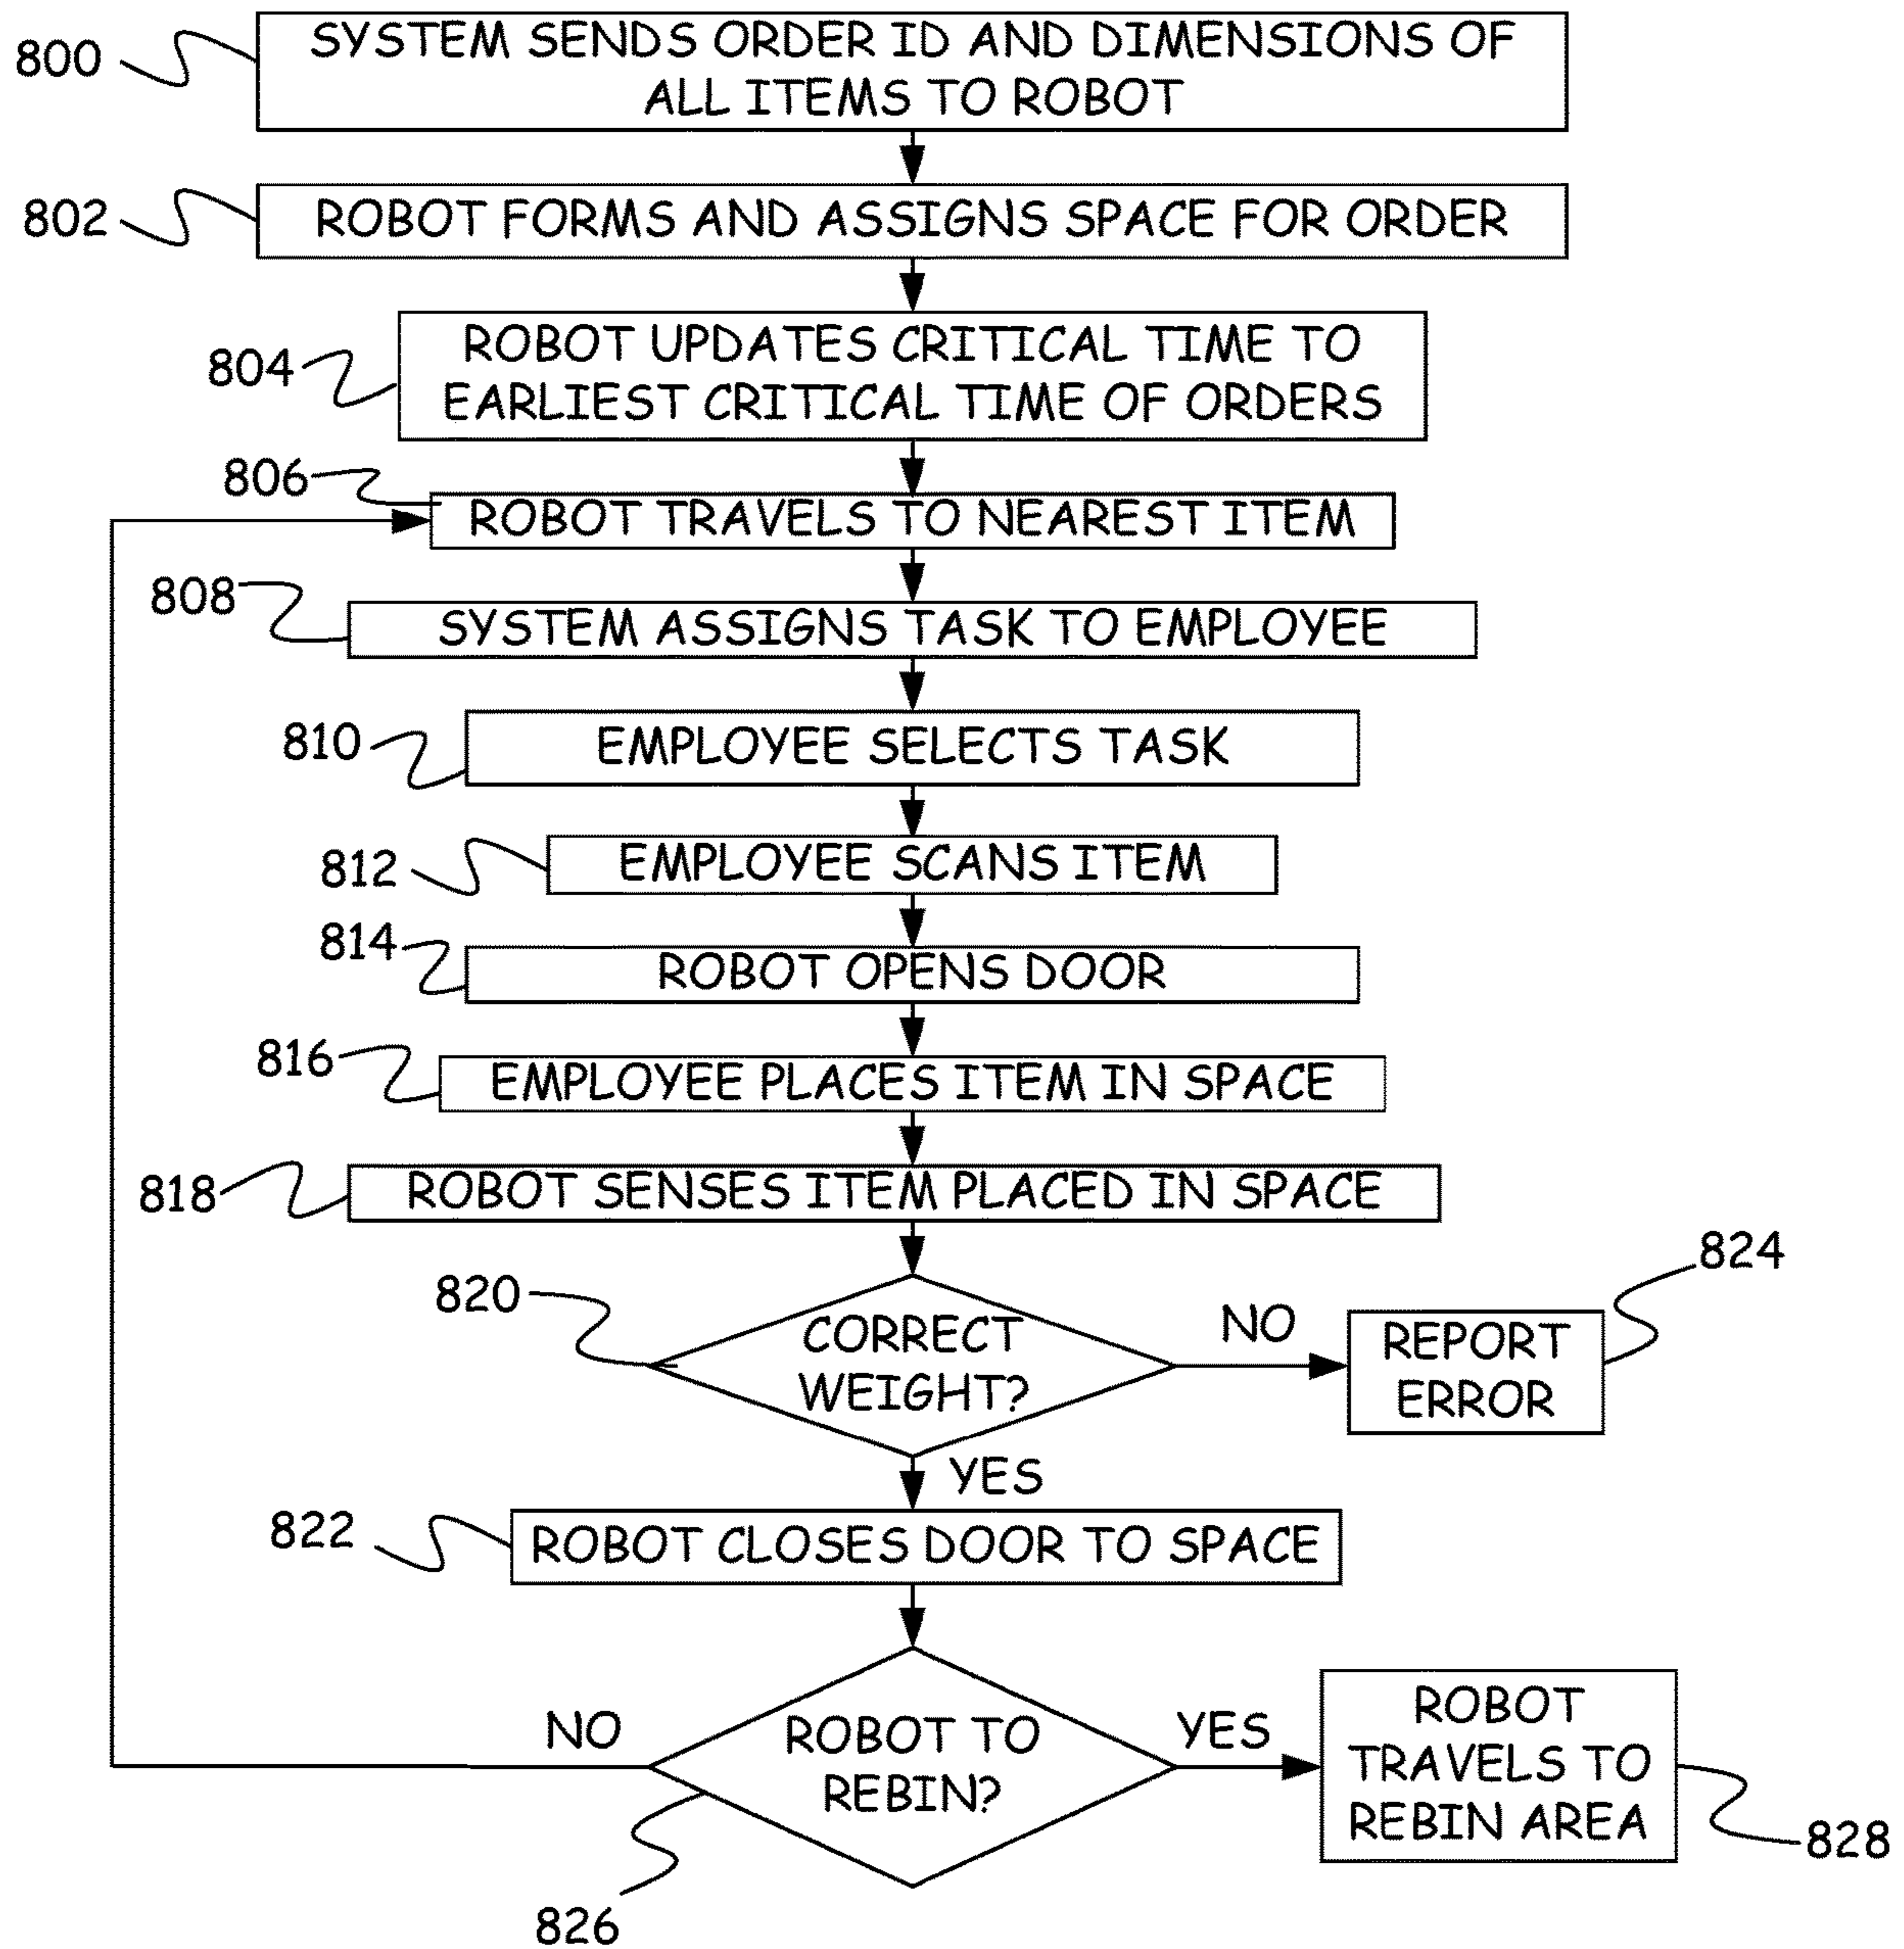 800
SYSTEM SENDS ORDER ID AND DIMENSIONS OF
ALL ITEMS TO ROBOT
802
ROBOT FORMS AND ASSIGNS SPACE FOR ORDER
804
ROBOT UPDATES CRITICAL TIME TO
EARLIEST CRITICAL TIME OF ORDERS
806
ROBOT TRAVELS TO NEAREST ITEM
808
SYSTEM ASSIGNS TASK TO EMPLOYEE
810
EMPLOYEE SELECTS TASK
812
EMPLOYEE SCANS ITEM
814
ROBOT OPENS DOOR
816
EMPLOYEE PLACES ITEM IN SPACE
818
ROBOT SENSES ITEM PLACED IN SPACE
820
CORRECT
WEIGHT?
NO
824
REPORT
ERROR
YES
822
ROBOT CLOSES DOOR TO SPACE
NO
ROBOT TO
REBIN?
826
YES
ROBOT
TRAVELS TO
REBIN AREA
828